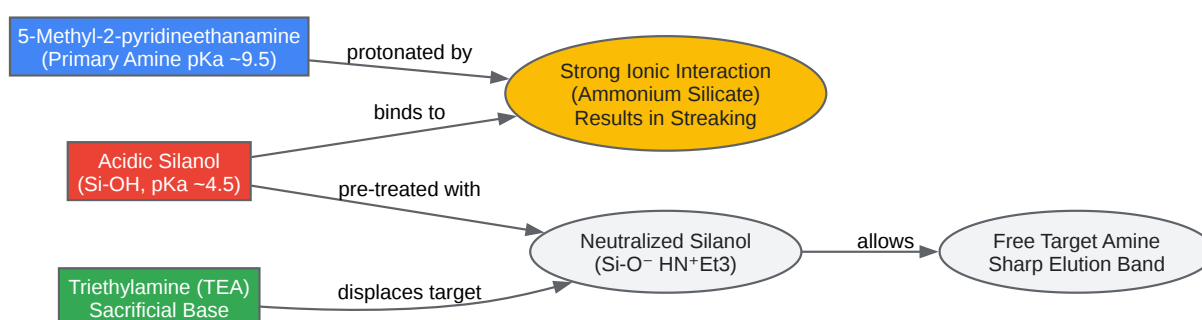 5-Methyl-2-pyridineethanamine
(Primary Amine pKa ~9.5)
protonated by
Strong Ionic Interaction
(Ammonium Silicate)
Results in Streaking
binds to
Acidic Silanol
(Si-OH, pKa ~4.5)
pre-treated with
Neutralized Silanol
(Si-O⁻ HN⁺Et3)
allows
Free Target Amine
Sharp Elution Band
Triethylamine (TEA)
Sacrificial Base
displaces target